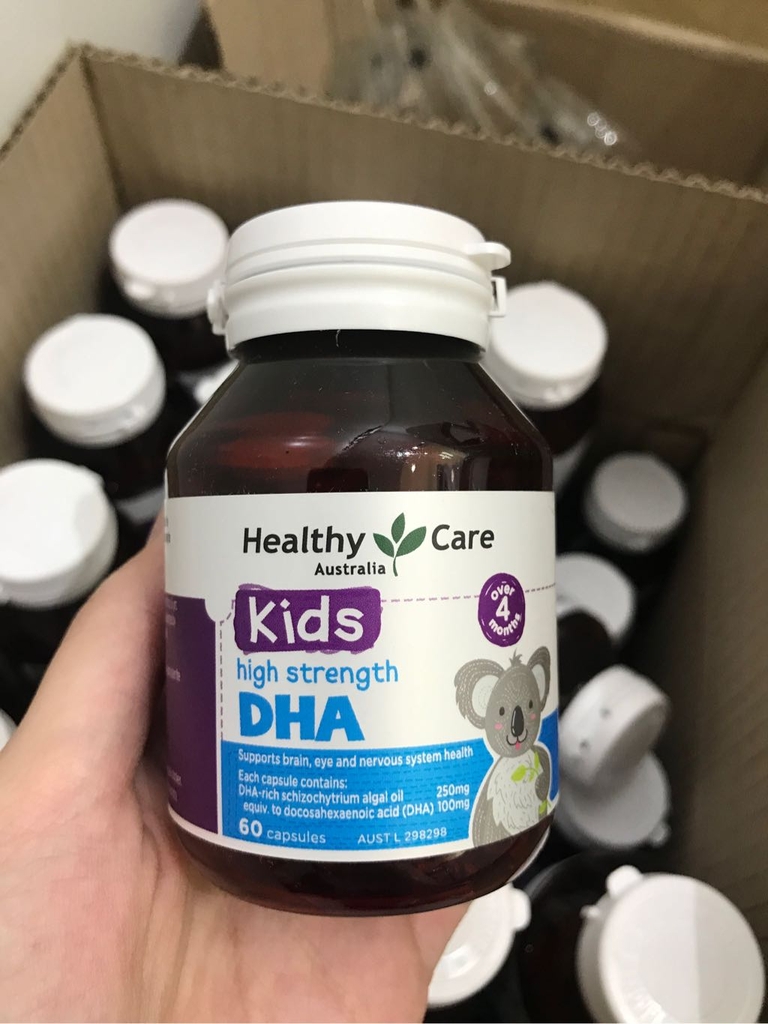 Healthy Care
Australia
Kids
over
4
months
high strength
DHA
Supports brain, eye and nervous system health
Each capsule contains:
DHA-rich schizochytrium algal oil 250mg
equiv. to docosahexaenoic acid (DHA) 100mg
60 capsules AUST L 298298